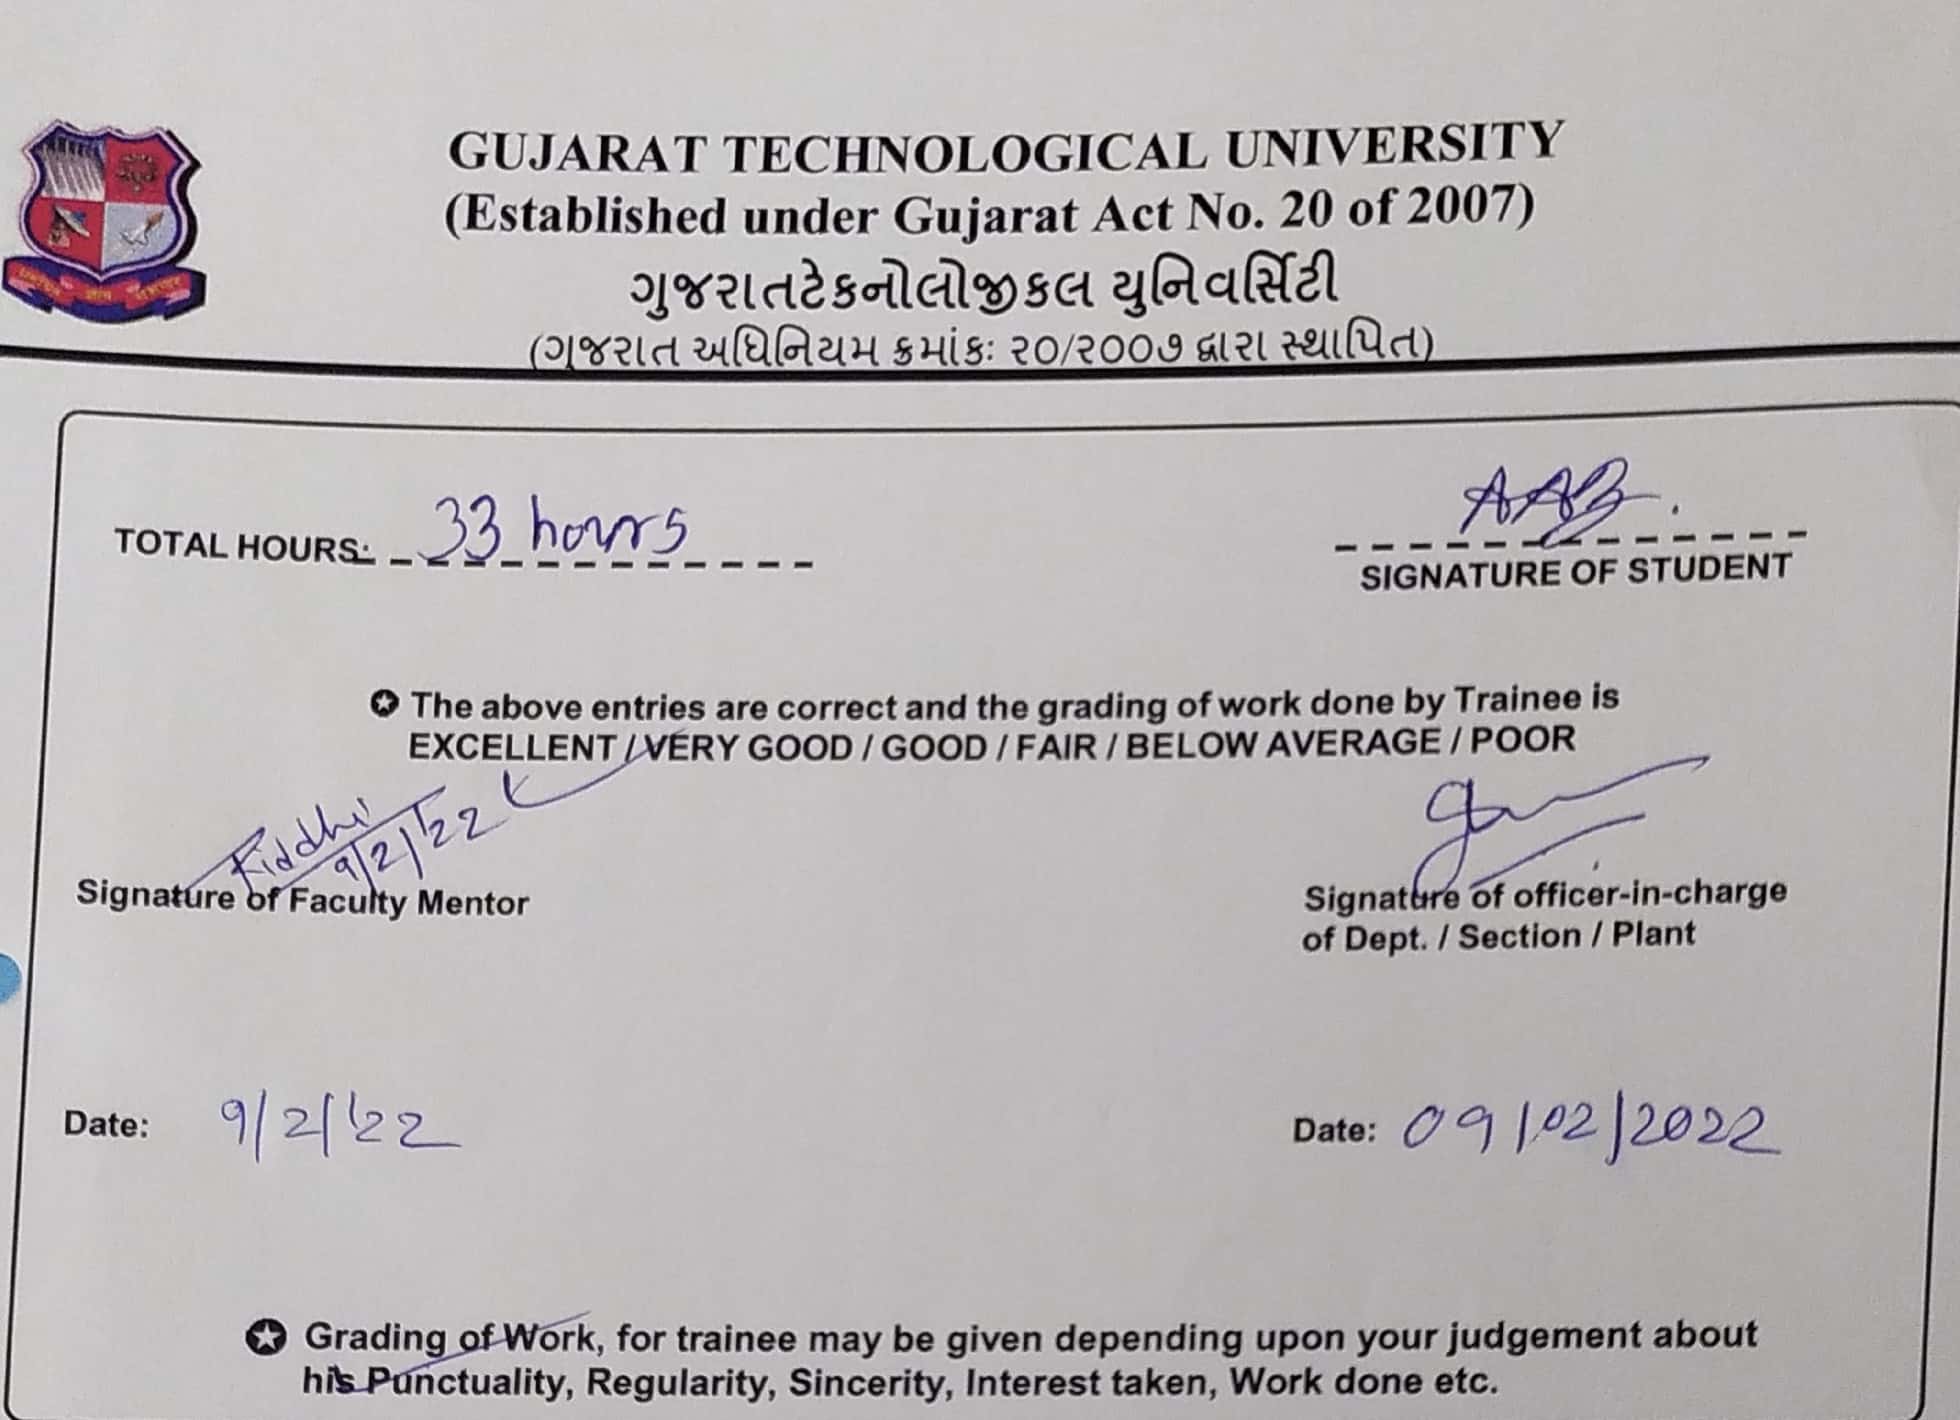 GUJARAT TECHNOLOGICAL UNIVERSITY
(Established under Gujarat Act No. 20 of 2007)
ગુજરાતટેકનોલોજીકલ યુનિવર્સિટી
(ગુજરાત અધિનિયમ ક્રમાંકઃ ૨૦/૨૦૦૭ દ્વારા સ્થાપિત)
TOTAL HOURS: 33 hours
AAB.
SIGNATURE OF STUDENT
The above entries are correct and the grading of work done by Trainee is
EXCELLENT / VERY GOOD / GOOD / FAIR / BELOW AVERAGE / POOR
Riddhi
9/2/'22
Signature of Faculty Mentor
Signature of officer-in-charge
of Dept. / Section / Plant
Date: 9/2/'22
Date: 09/02/2022
Grading of Work, for trainee may be given depending upon your judgement about
his Punctuality, Regularity, Sincerity, Interest taken, Work done etc.